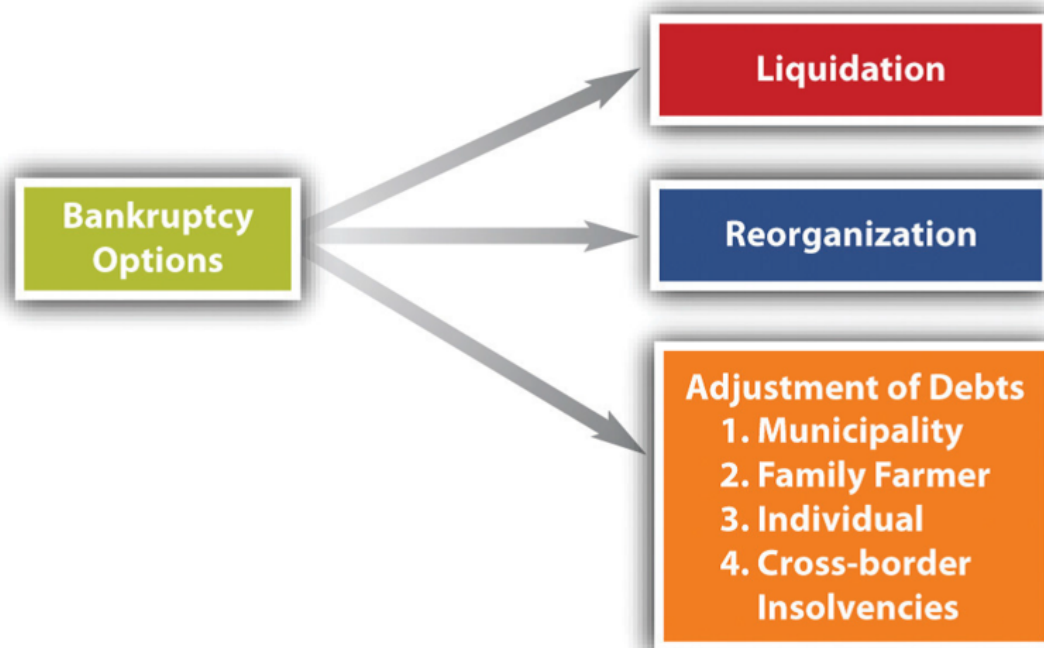 Bankruptcy
Options
Liquidation
Reorganization
Adjustment of Debts
1. Municipality
2. Family Farmer
3. Individual
4. Cross-border
Insolvencies